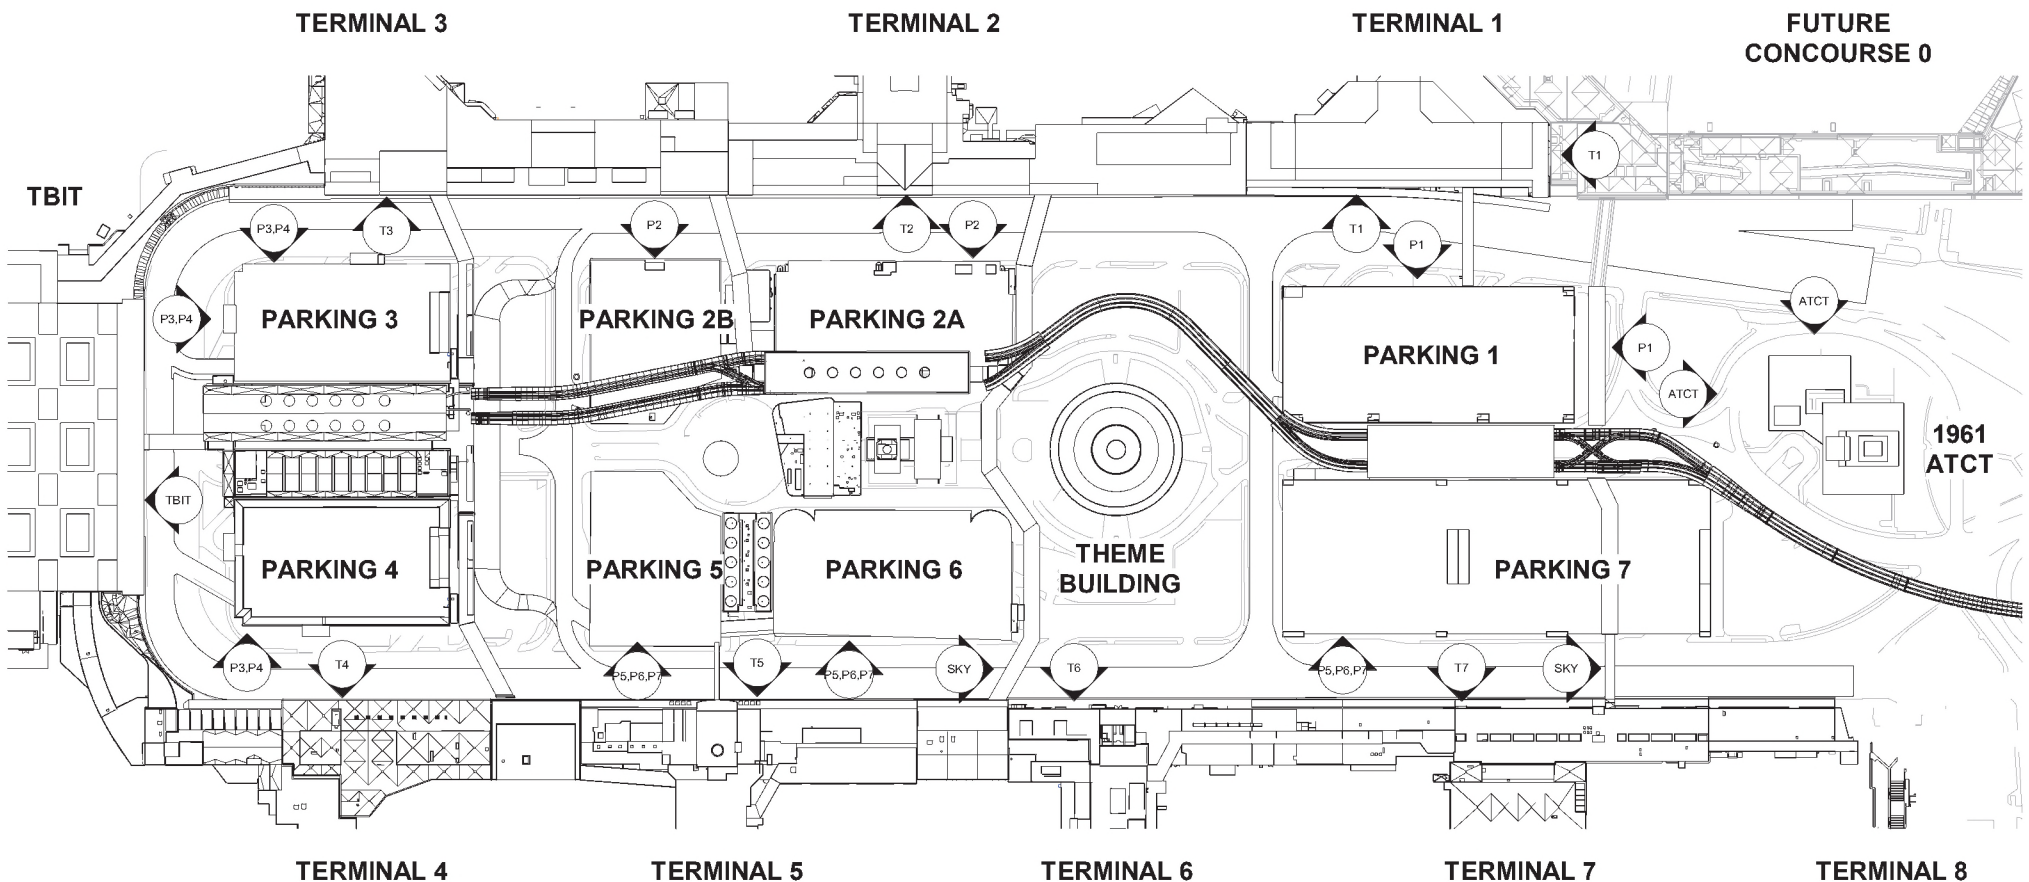 TERMINAL 3
TERMINAL 2
TERMINAL 1
FUTURE
CONCOURSE 0
T1
TBIT
P3,P4
T3
P2
T2
P2
T1
P1
ATCT
P3,P4
PARKING 3
PARKING 2B
PARKING 2A
PARKING 1
P1
ATCT
1961
ATCT
TBIT
PARKING 4
PARKING 5
PARKING 6
THEME
BUILDING
PARKING 7
P3,P4
T4
P5,P6,P7
T5
P5,P6,P7
SKY
T6
P5,P6,P7
T7
SKY
TERMINAL 4
TERMINAL 5
TERMINAL 6
TERMINAL 7
TERMINAL 8